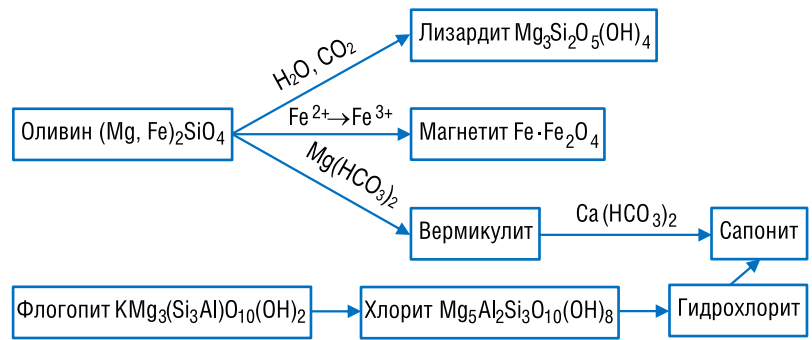 Лизардит Mg₃Si₂O₅(OH)₄
H₂O, CO₂
Оливин (Mg, Fe)₂SiO₄
Fe²⁺→Fe³⁺
Магнетит Fe·Fe₂O₄
Mg(HCO₃)₂
Вермикулит
Ca(HCO₃)₂
Сапонит
Флогопит KMg₃(Si₃Al)O₁₀(OH)₂
Хлорит Mg₅Al₂Si₃O₁₀(OH)₈
Гидрохлорит